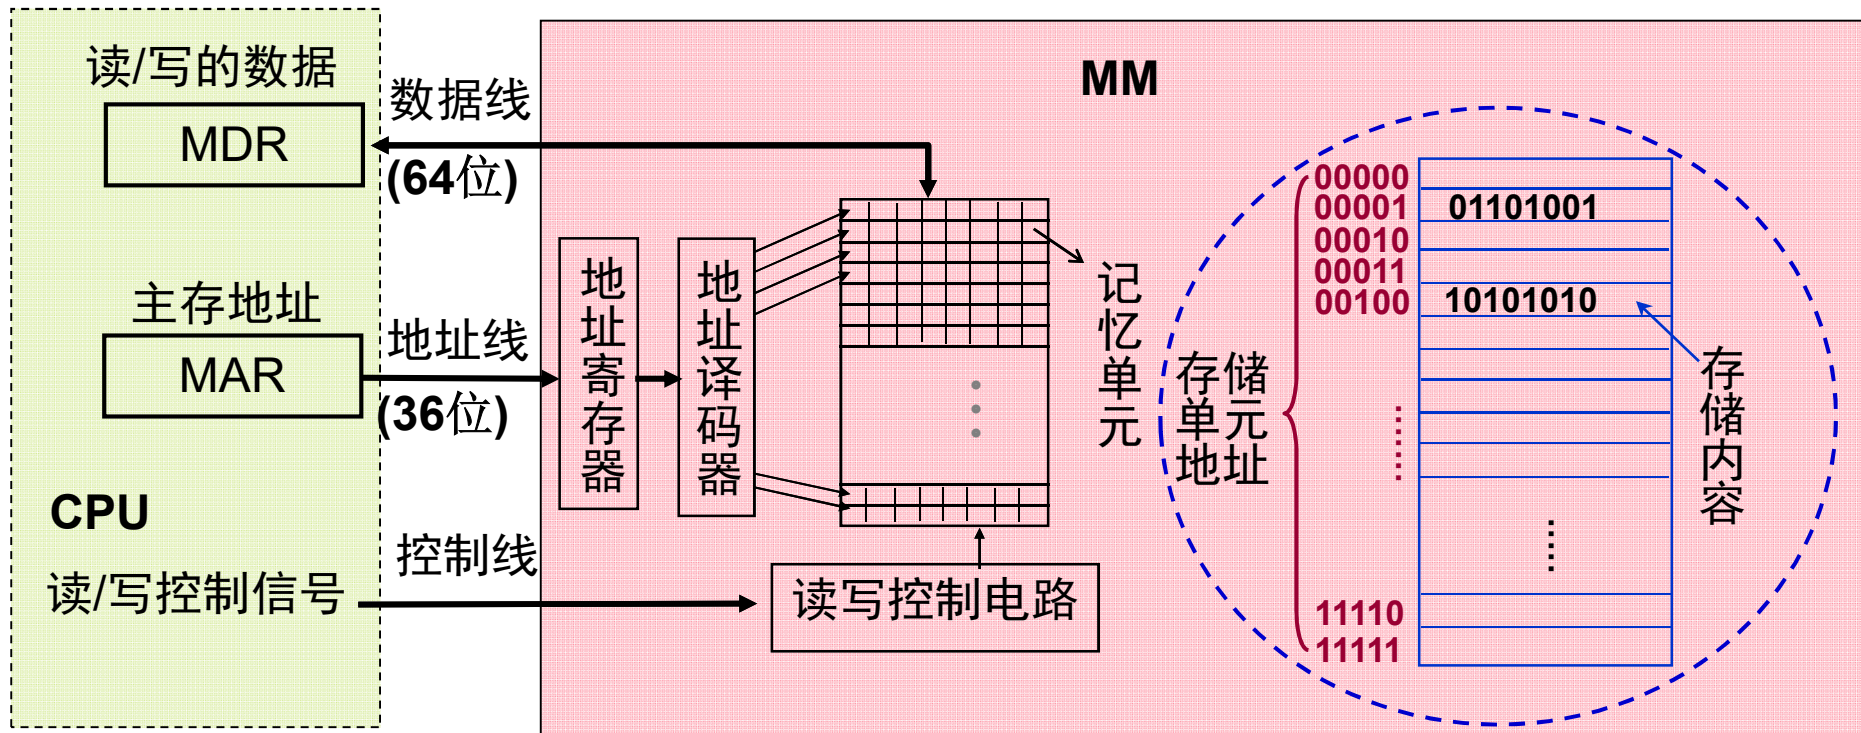 读/写的数据
MDR
数据线
(64位)
主存地址
MAR
地址线
(36位)
CPU
读/写控制信号
控制线
MM
地址寄存器
地址译码器
记忆单元
读写控制电路
存储
单元
地址
00000
00001 01101001
00010
00011
00100 10101010
......
......
11110
11111
存储内容